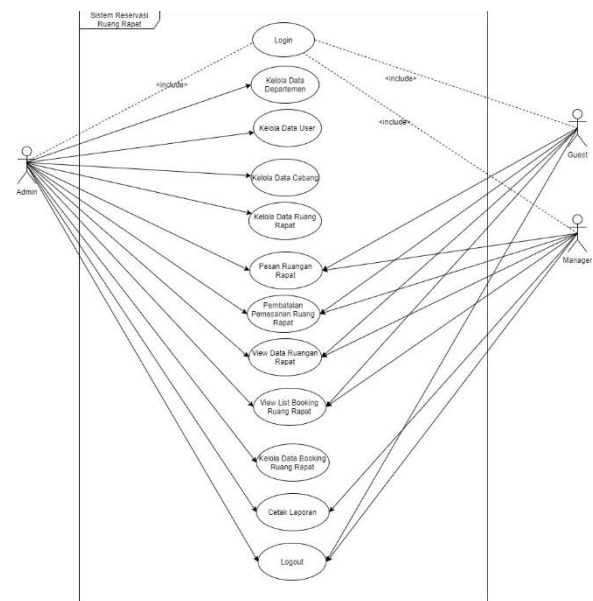 Sistem Reservasi
Ruang Rapat
Login
<include>
<include>
<include>
Kelola Data
Departemen
Kelola Data User
Kelola Data Cabang
Kelola Data Ruang
Rapat
Pesan Ruangan
Rapat
Pembatalan
Pemesanan Ruang
Rapat
View Data Ruangan
Rapat
View List Booking
Ruang Rapat
Kelola Data Booking
Ruang Rapat
Cetak Laporan
Logout
Admin
Guest
Manager